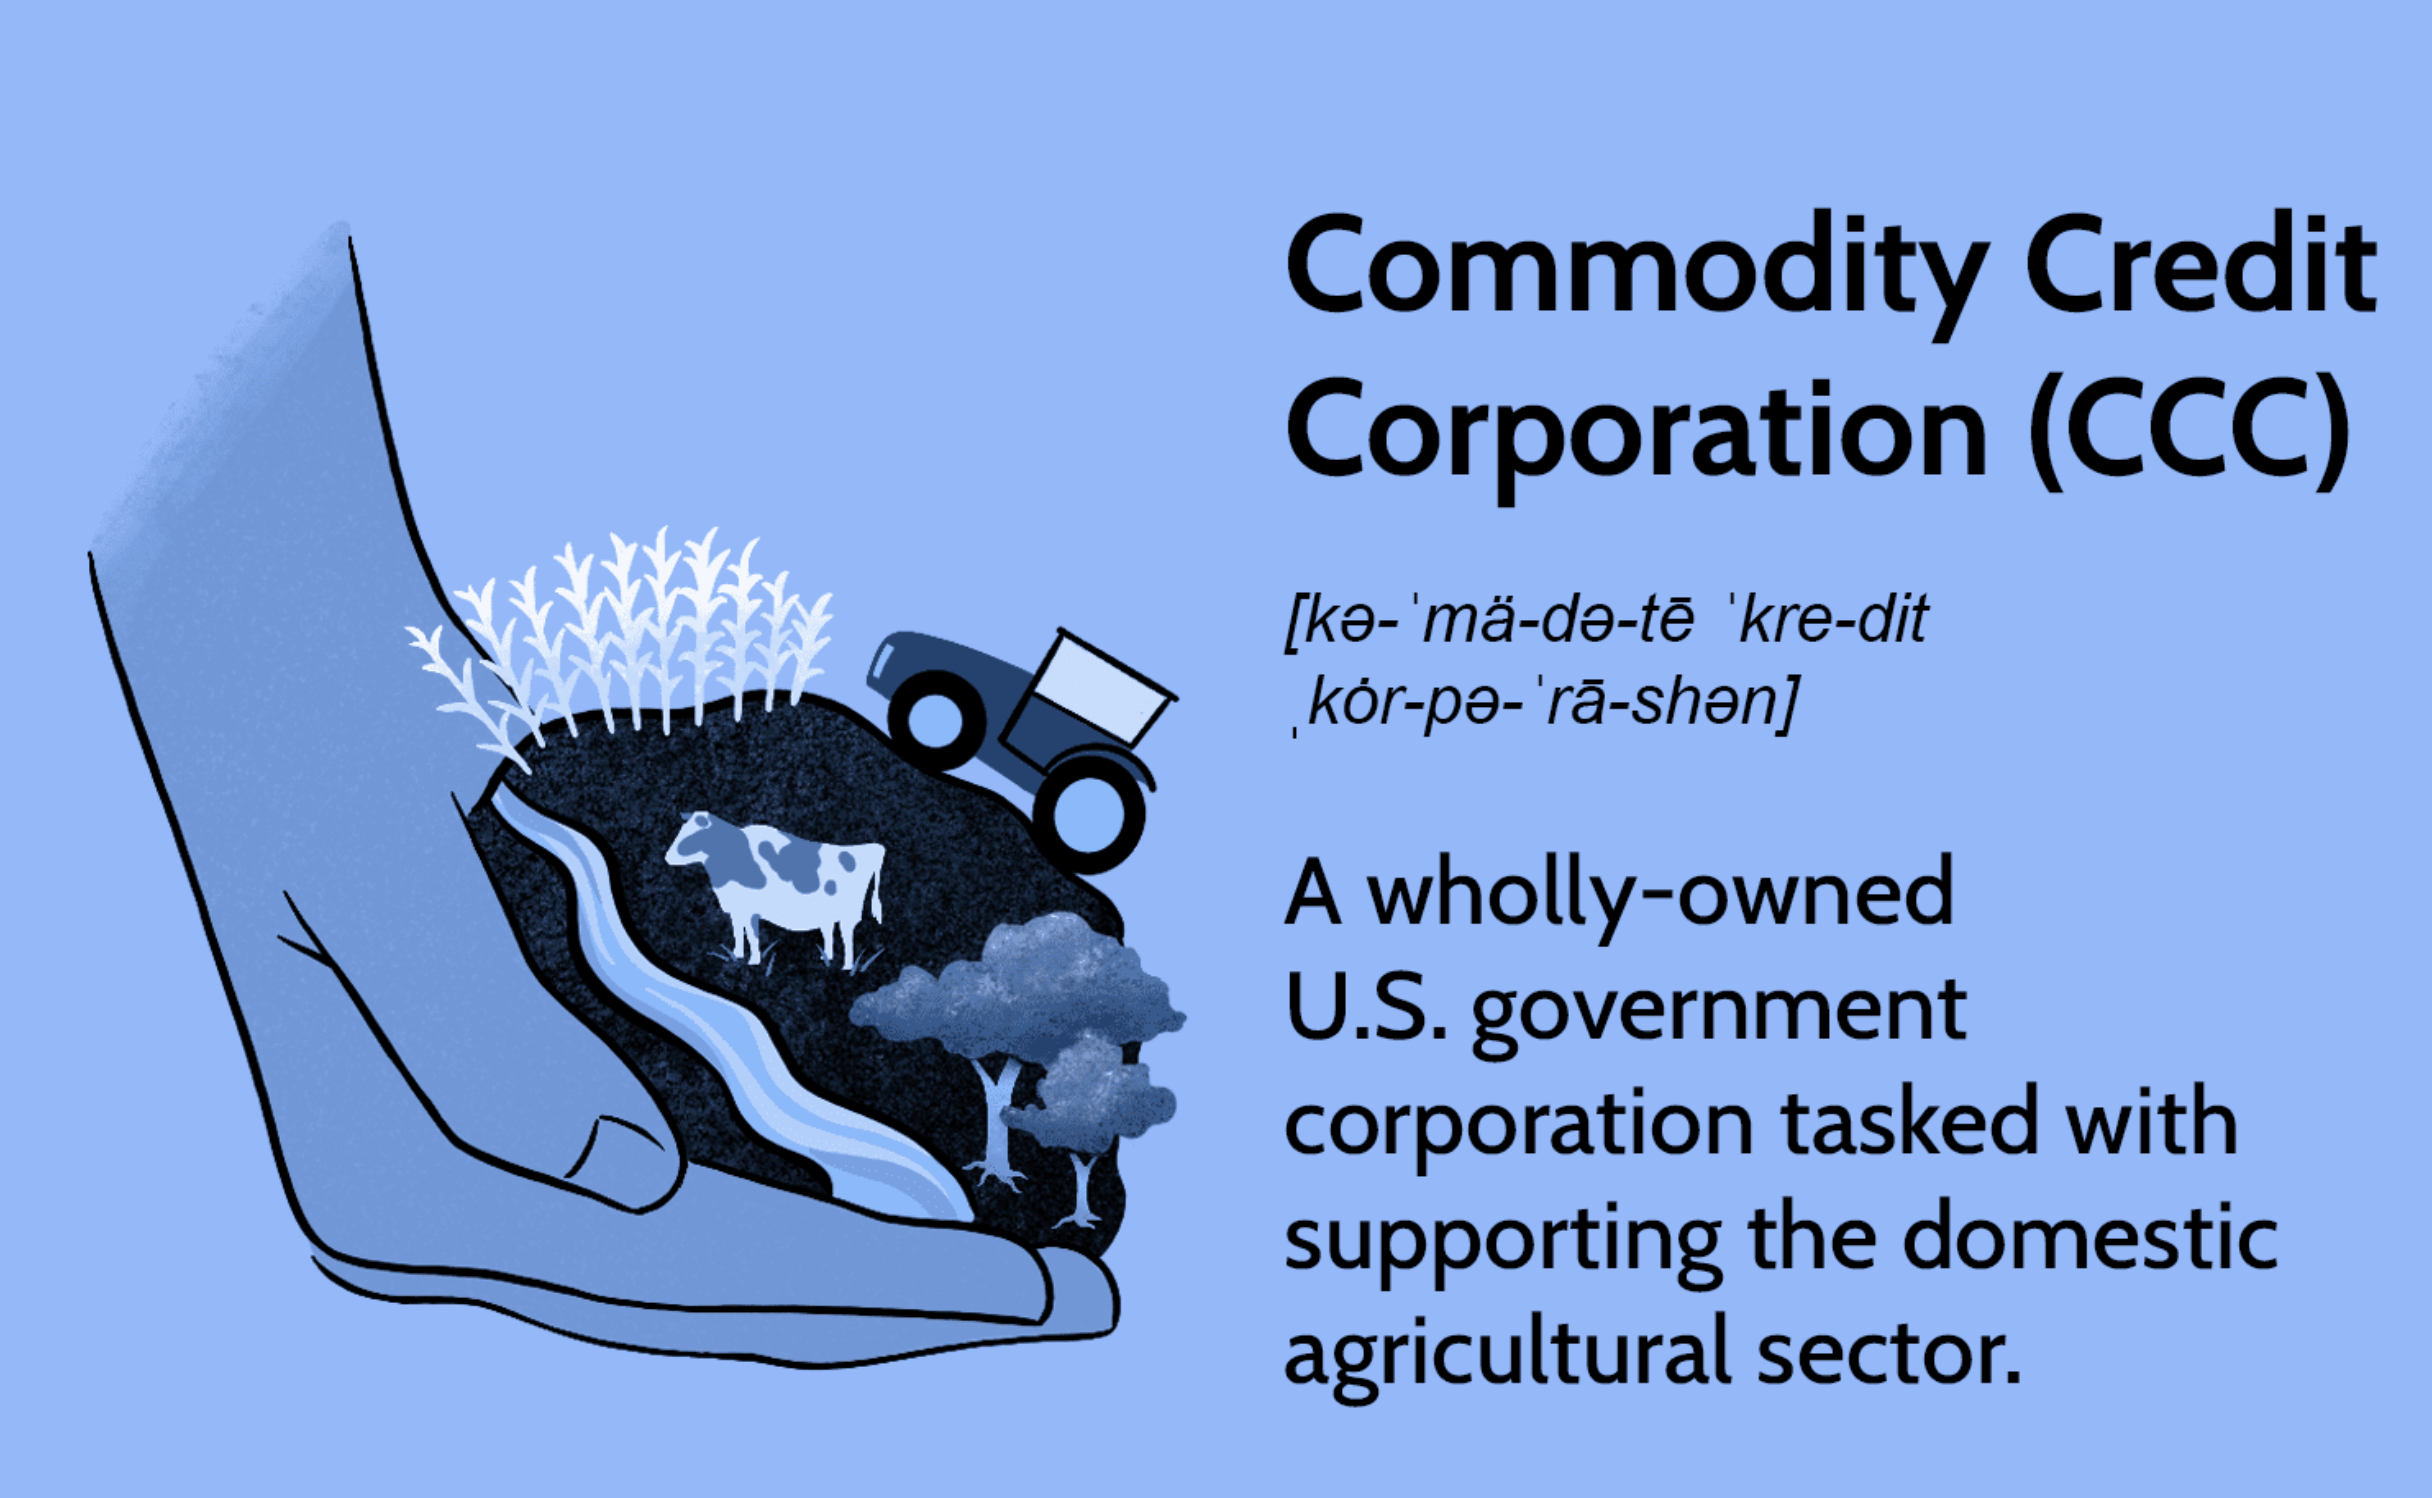 Commodity Credit
Corporation (CCC)
[kə-ˈmä-də-tē ˈkre-dit
ˌkȯr-pə-ˈrā-shən]
A wholly-owned
U.S. government
corporation tasked with
supporting the domestic
agricultural sector.